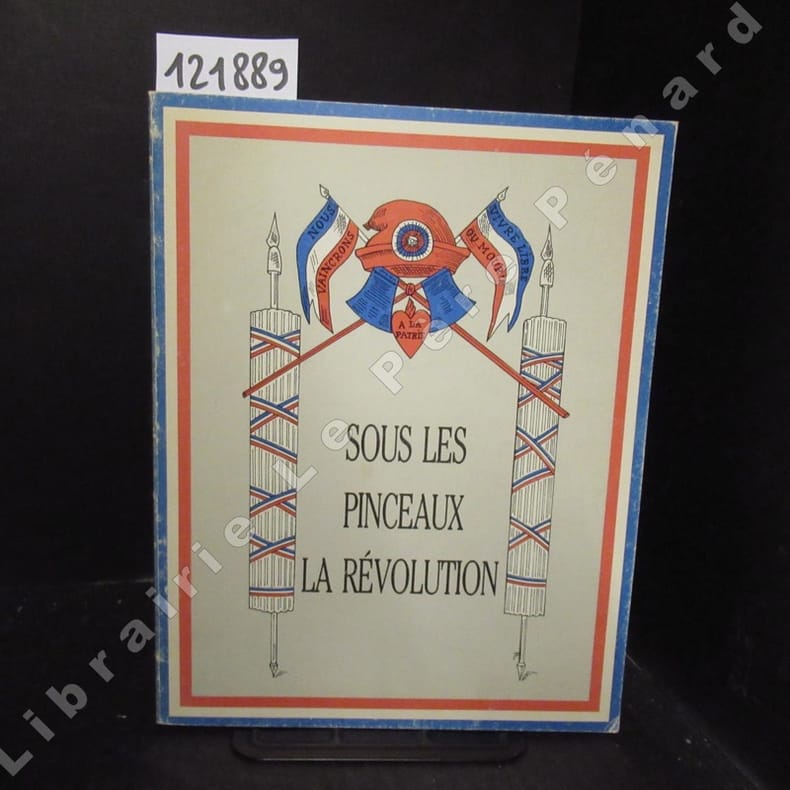 121889
NOUS
VAINCRONS
VIVRE LIBRE
OU MOURIR
A LA
PATRIE
SOUS LES
PINCEAUX
LA RÉVOLUTION
Librairie Le Père Pénard